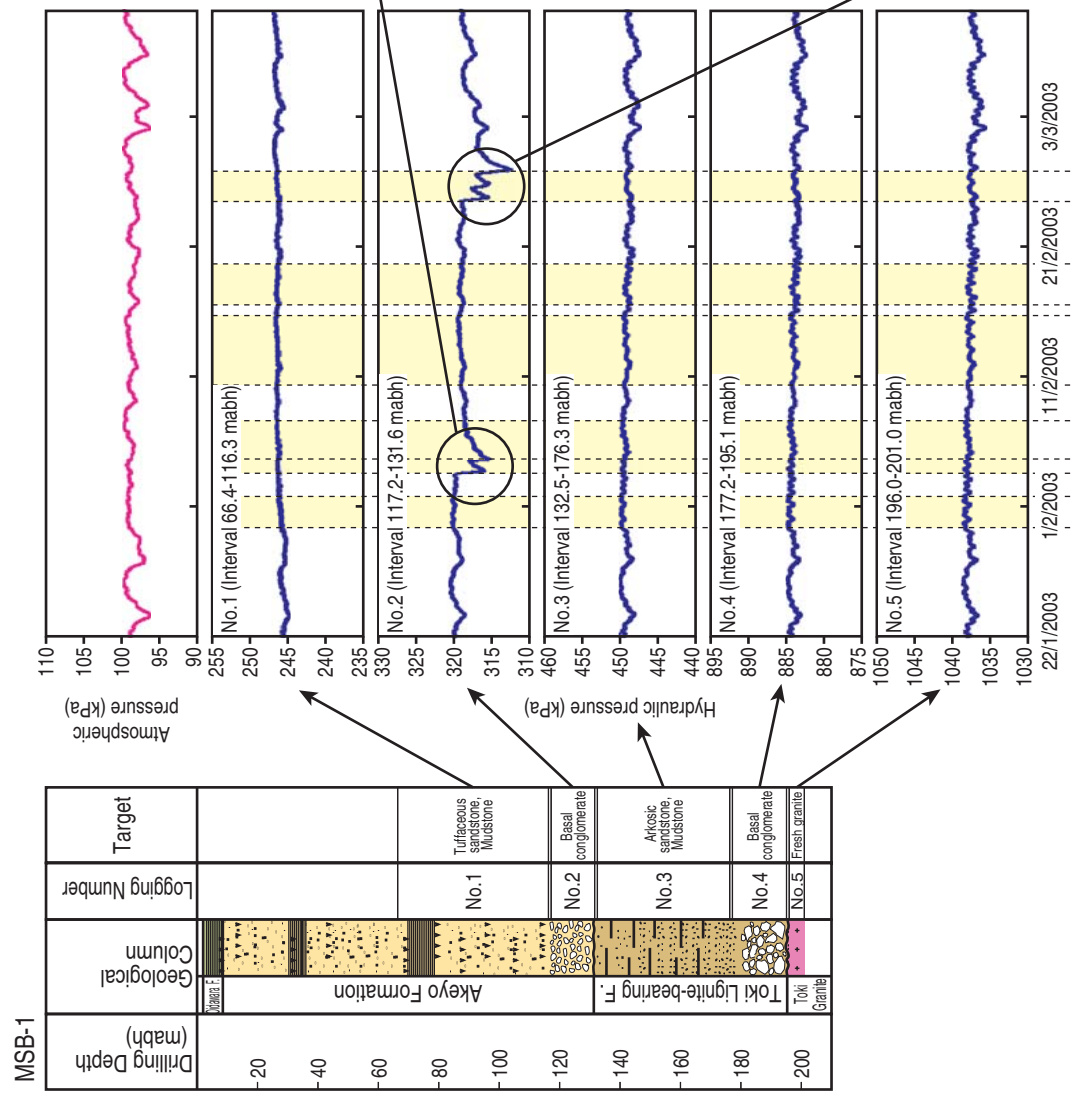 MSB-1
Drilling Depth
(mabh)
Geological
Column
Logging Number
Target
20
40
60
80
100
120
140
160
180
200
Oidawara F.
Akeyo Formation
Toki Lignite-bearing F.
Toki
Granite
No.1
No.2
No.3
No.4
No.5
Tuffaceous
sandstone,
Mudstone
Basal
conglomerate
Arkosic
sandstone,
Mudstone
Basal
conglomerate
Fresh granite
Atmospheric
pressure (kPa)
Hydraulic pressure (kPa)
110
105
100
95
90
No.1 (Interval 66.4-116.3 mabh)
255
250
245
240
235
No.2 (Interval 117.2-131.6 mabh)
330
325
320
315
310
No.3 (Interval 132.5-176.3 mabh)
460
455
450
445
440
No.4 (Interval 177.2-195.1 mabh)
895
890
885
880
875
No.5 (Interval 196.0-201.0 mabh)
1050
1045
1040
1035
1030
22/1/2003
1/2/2003
11/2/2003
21/2/2003
3/3/2003